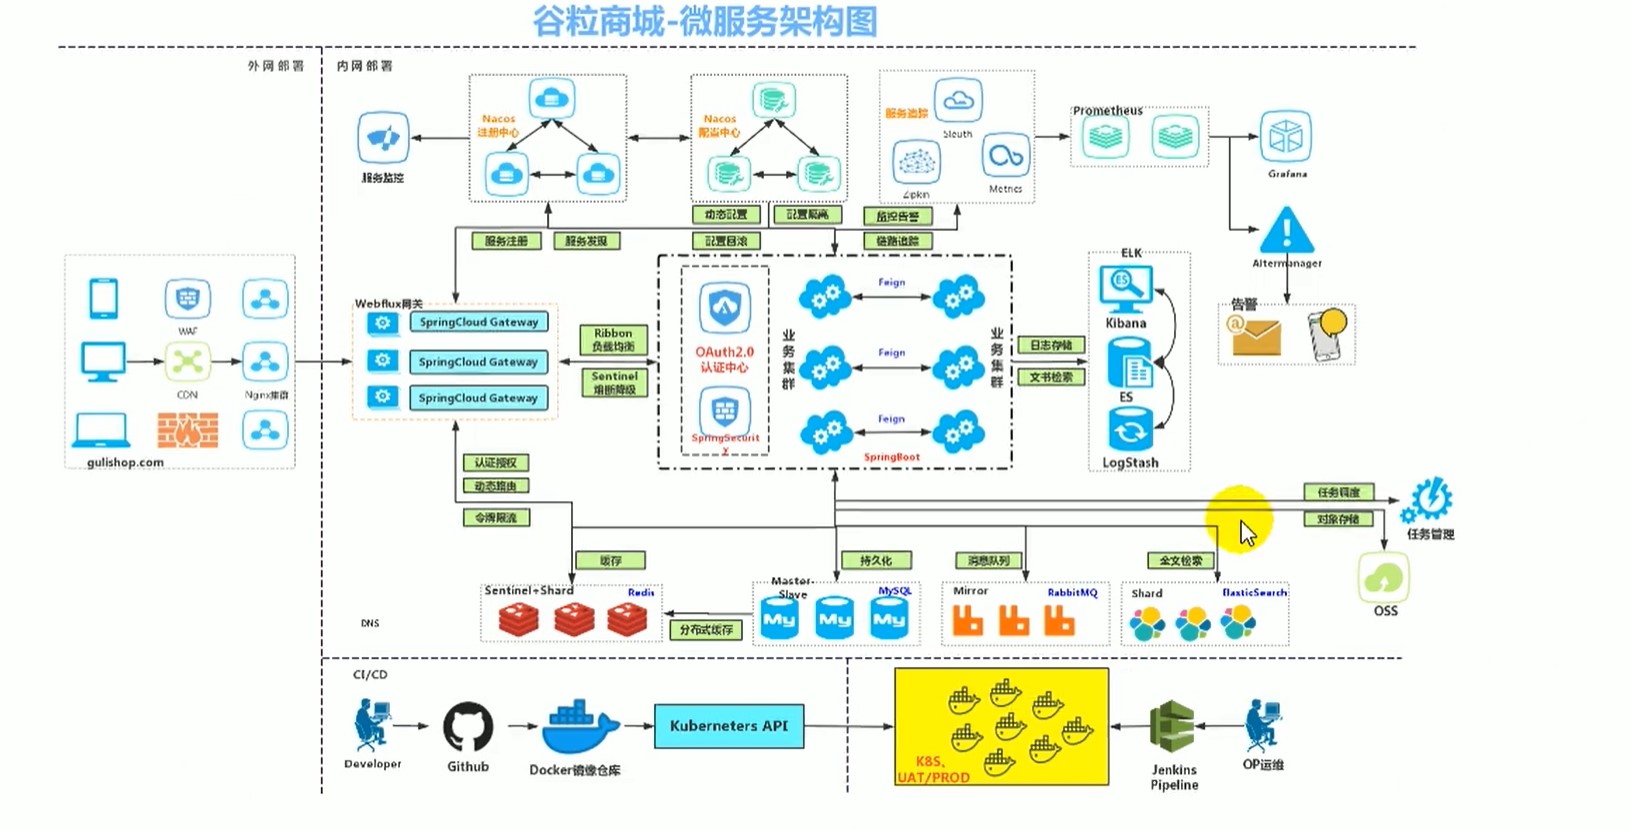 谷粒商城-微服务架构图
外网部署
内网部署
Nacos
注册中心
Nacos
配置中心
服务追踪
Sleuth
Zipkin
Metrics
Prometheus
Grafana
服务监控
服务注册
服务发现
动态配置
配置隔离
配置回滚
监控告警
链路追踪
Altermanager
告警
WAF
CDN
Nginx集群
gulishop.com
Webflux网关
SpringCloud Gateway
SpringCloud Gateway
SpringCloud Gateway
Ribbon
负载均衡
Sentinel
熔断降级
OAuth2.0
认证中心
SpringSecurit
y
业务集群
Feign
Feign
Feign
业务集群
SpringBoot
日志存储
文书检索
ELK
ES
Kibana
ES
LogStash
认证授权
动态路由
令牌限流
任务调度
对象存储
任务管理
OSS
缓存
持久化
消息队列
全文检索
Sentinel+Shard
Redis
分布式缓存
Master-
Slave
MySQL
My
My
My
Mirror
RabbitMQ
Shard
ElasticSearch
DNS
CI/CD
Developer
Github
Docker镜像仓库
Kuberneters API
K8S、
UAT/PROD
Jenkins
Pipeline
OP运维